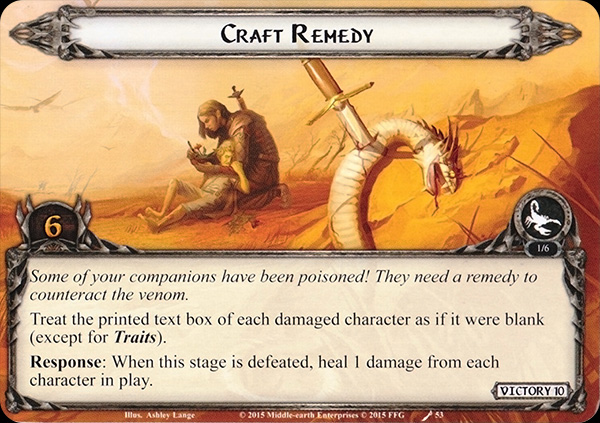 CRAFT REMEDY
6
1/6
Some of your companions have been poisoned! They need a remedy to
counteract the venom.
Treat the printed text box of each damaged character as if it were blank
(except for Traits).
Response: When this stage is defeated, heal 1 damage from each
character in play.
VICTORY 10
Illus. Ashley Lange © 2015 Middle-earth Enterprises © 2015 FFG 53